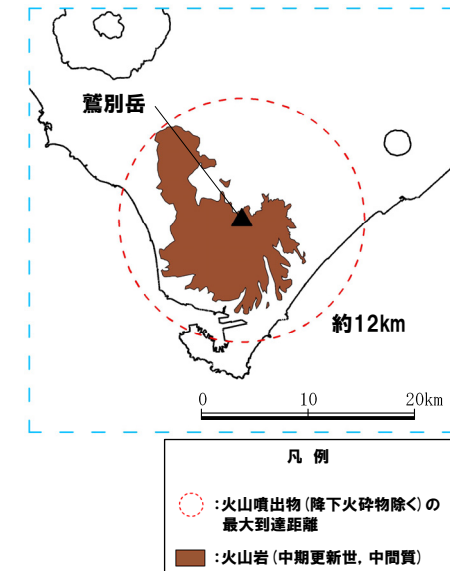 鷲別岳
約12km
0 10 20km
凡 例
:火山噴出物(降下火砕物除く)の
最大到達距離
:火山岩(中期更新世, 中間質)